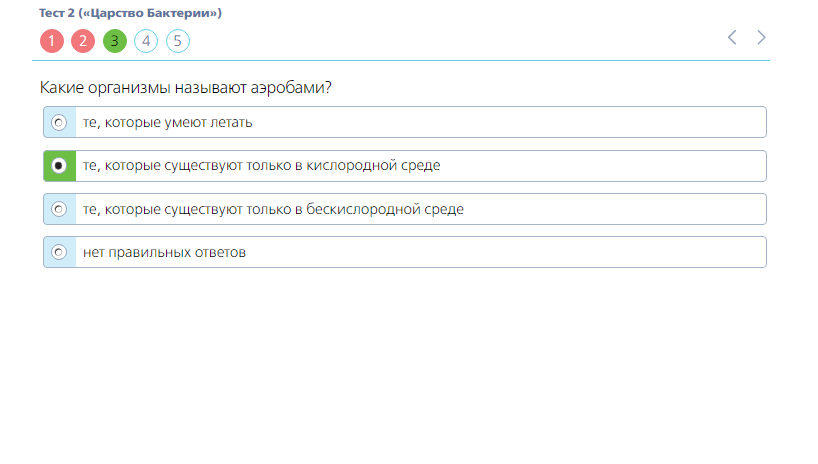 Тест 2 («Царство Бактерии»)
1 2 3 4 5
Какие организмы называют аэробами?
те, которые умеют летать
те, которые существуют только в кислородной среде
те, которые существуют только в бескислородной среде
нет правильных ответов